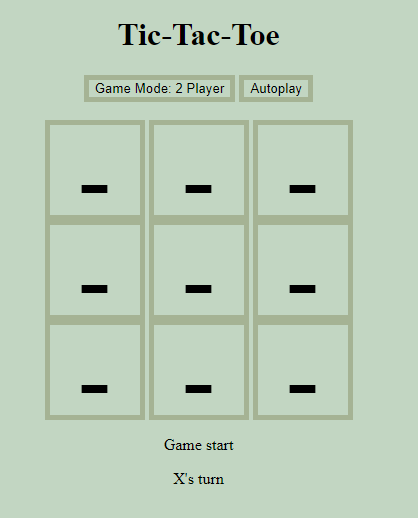 Tic-Tac-Toe
Game Mode: 2 Player Autoplay
- - -
- - -
- - -
Game start
X's turn